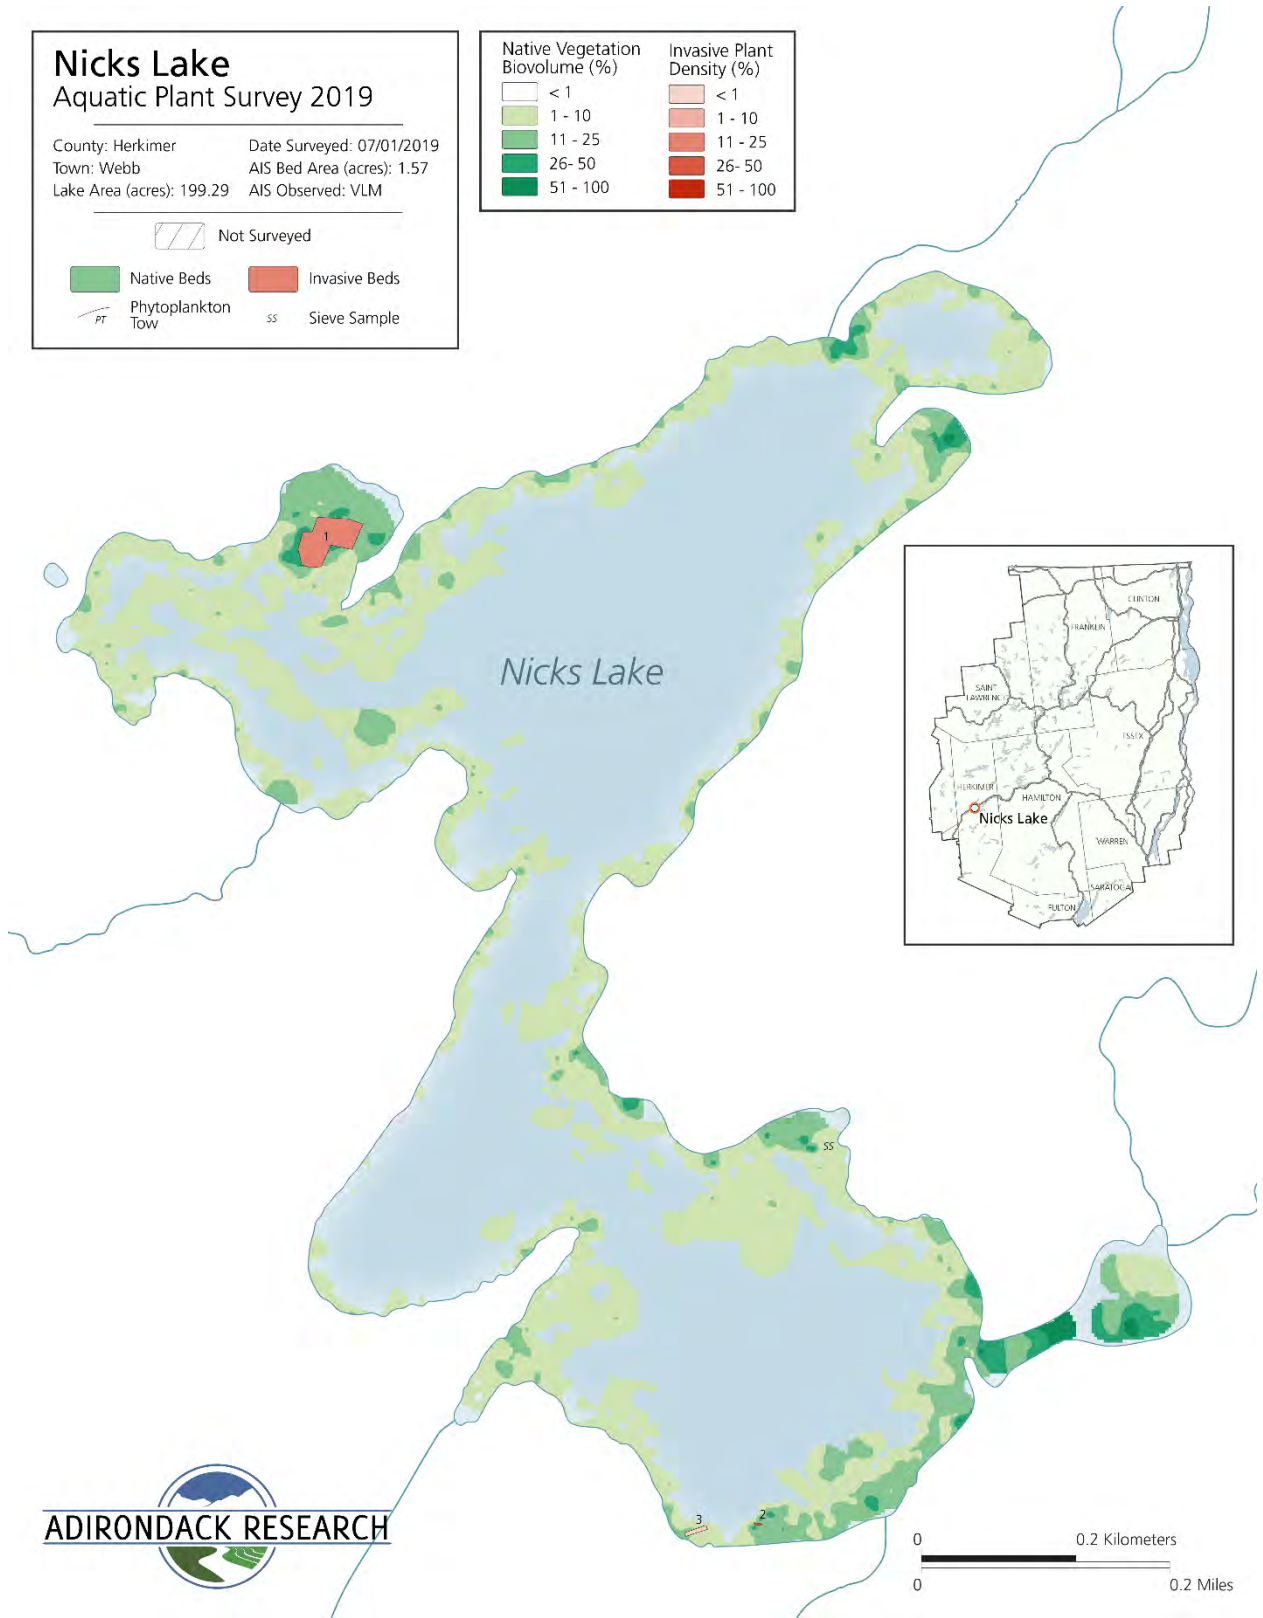 Nicks Lake
Aquatic Plant Survey 2019
County: Herkimer
Date Surveyed: 07/01/2019
Town: Webb
AIS Bed Area (acres): 1.57
Lake Area (acres): 199.29
AIS Observed: VLM
Not Surveyed
Native Beds
Invasive Beds
PT
Phytoplankton
Tow
SS
Sieve Sample
Native Vegetation
Biovolume (%)
< 1
1 - 10
11 - 25
26- 50
51 - 100
Invasive Plant
Density (%)
< 1
1 - 10
11 - 25
26- 50
51 - 100
1
Nicks Lake
CLINTON
FRANKLIN
SAINT
LAWRENCE
ESSEX
HERKIMER
HAMILTON
Nicks Lake
WARREN
SARATOGA
FULTON
SS
3
2
ADIRONDACK RESEARCH
0
0.2 Kilometers
0
0.2 Miles